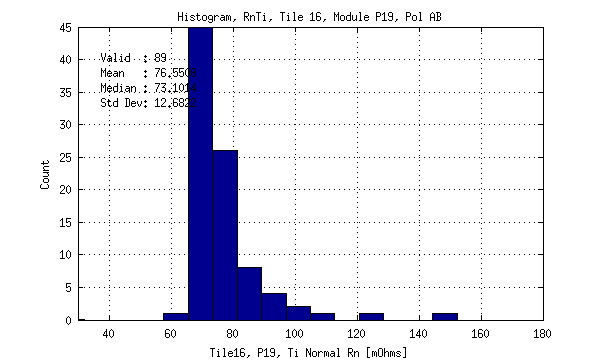 Histogram, RnTi, Tile 16, Module P19, Pol AB
Valid : 89
Mean : 76.550
Median : 73.101
Std Dev: 12.682
Count
45
40
35
30
25
20
15
10
5
0
40 60 80 100 120 140 160 180
Tile16, P19, Ti Normal Rn [mOhms]